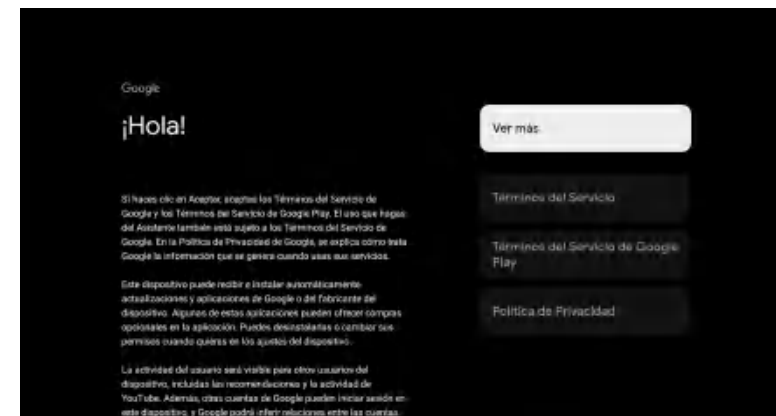 Google
¡Hola!
Si haces clic en Aceptar, aceptas los Términos del Servicio de
Google y los Términos del Servicio de Google Play. El uso que hagas
del Asistente también está sujeto a los Términos del Servicio de
Google. En la Política de Privacidad de Google, se explica cómo trata
Google la información que se genera cuando usas sus servicios.
Este dispositivo puede recibir e instalar automáticamente
actualizaciones y aplicaciones de Google o del fabricante del
dispositivo. Algunas de estas aplicaciones pueden ofrecer compras
opcionales en la aplicación. Puedes desinstalarlas o cambiar sus
permisos cuando quieras en los ajustes del dispositivo.
La actividad del usuario será visible para otros usuarios del
dispositivo, incluidas las recomendaciones y la actividad de
YouTube. Además, otras cuentas de Google pueden iniciar sesión en
este dispositivo, y Google podrá inferir relaciones entre las cuentas.
Ver más
Términos del Servicio
Términos del Servicio de Google
Play
Política de Privacidad